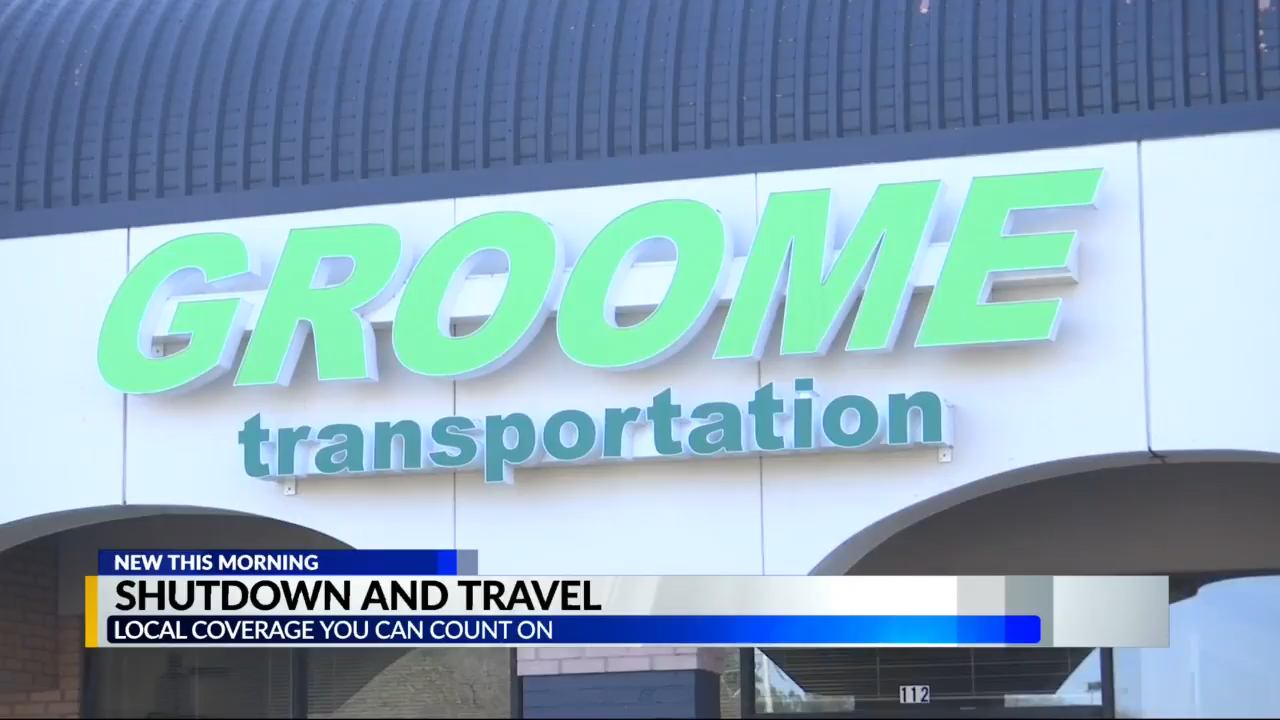 GROOME
transportation
NEW THIS MORNING
SHUTDOWN AND TRAVEL
LOCAL COVERAGE YOU CAN COUNT ON
112